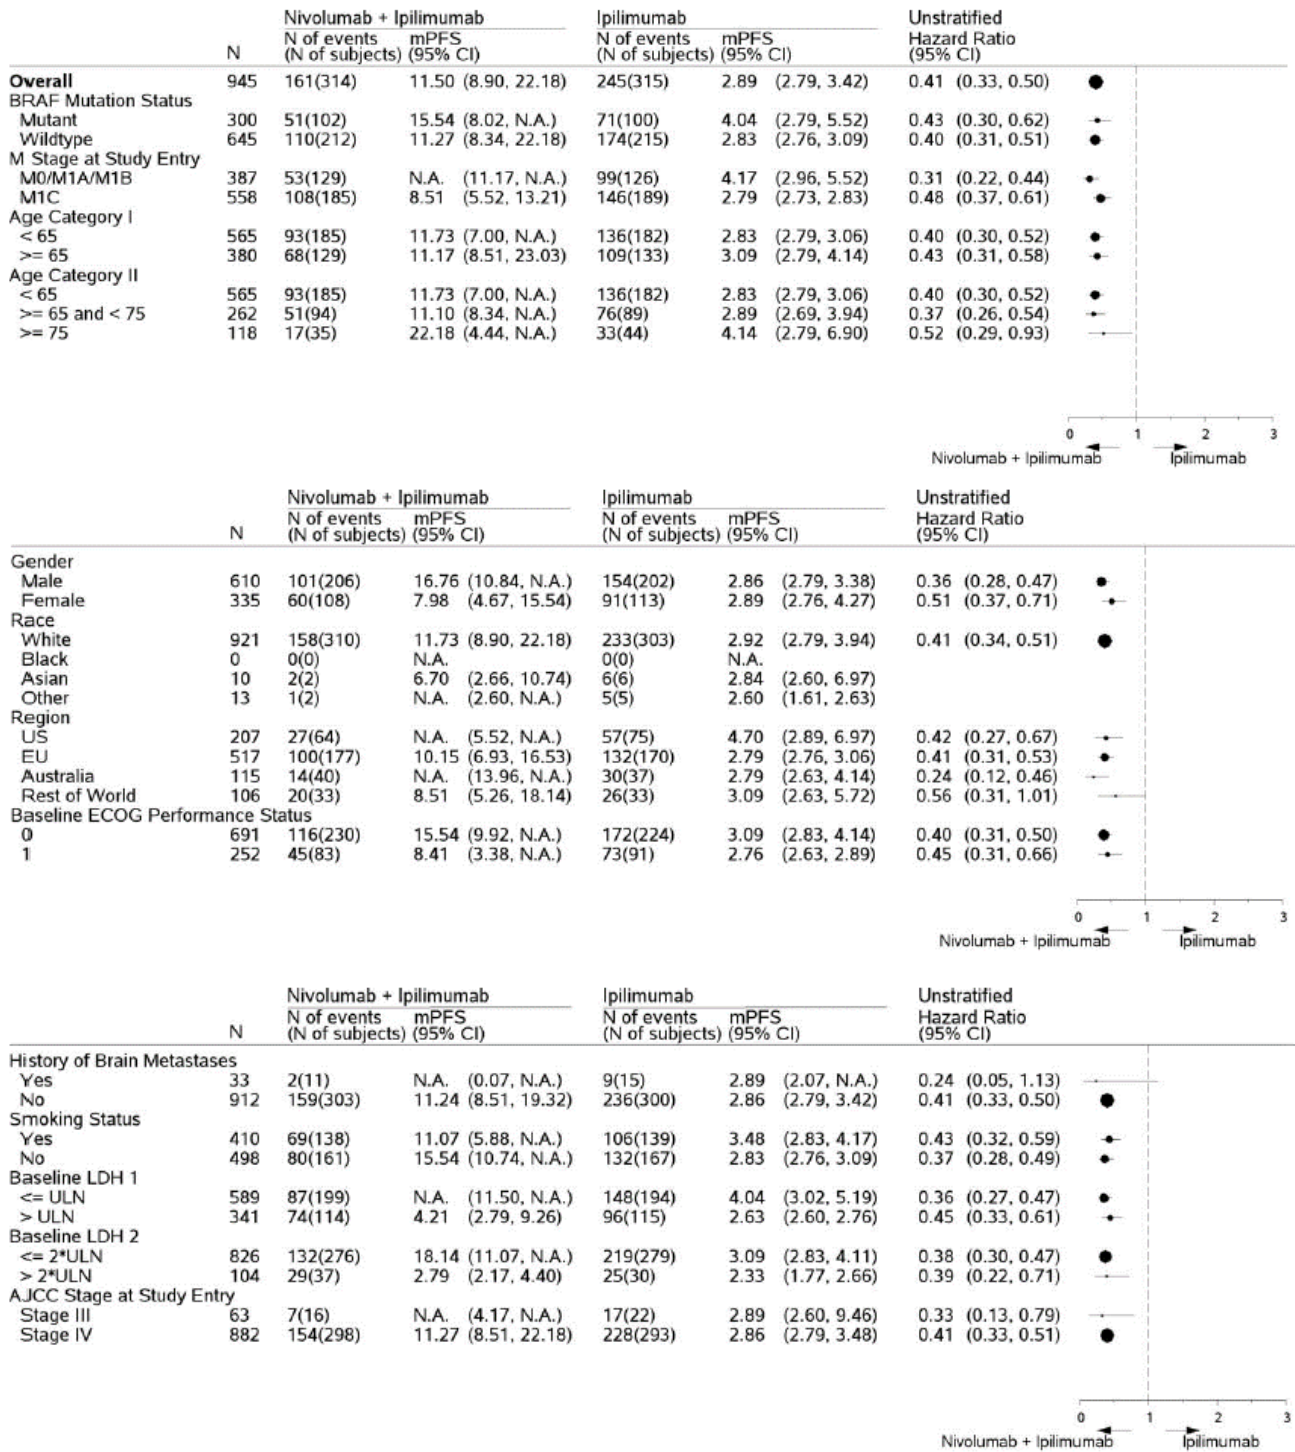 Nivolumab + Ipilimumab Ipilimumab Unstratified
N of events mPFS N of events mPFS Hazard Ratio
N (N of subjects) (95% CI) (N of subjects) (95% CI) (95% CI)
Overall 945 161(314) 11.50 (8.90, 22.18) 245(315) 2.89 (2.79, 3.42) 0.41 (0.33, 0.50)
BRAF Mutation Status
Mutant 300 51(102) 15.54 (8.02, N.A.) 71(100) 4.04 (2.79, 5.52) 0.43 (0.30, 0.62)
Wildtype 645 110(212) 11.27 (8.34, 22.18) 174(215) 2.83 (2.76, 3.09) 0.40 (0.31, 0.51)
M Stage at Study Entry
M0/M1A/M1B 387 53(129) N.A. (11.17, N.A.) 99(126) 4.17 (2.96, 5.52) 0.31 (0.22, 0.44)
M1C 558 108(185) 8.51 (5.52, 13.21) 146(189) 2.79 (2.73, 2.83) 0.48 (0.37, 0.61)
Age Category I
< 65 565 93(185) 11.73 (7.00, N.A.) 136(182) 2.83 (2.79, 3.06) 0.40 (0.30, 0.52)
>= 65 380 68(129) 11.17 (8.51, 23.03) 109(133) 3.09 (2.79, 4.14) 0.43 (0.31, 0.58)
Age Category II
< 65 565 93(185) 11.73 (7.00, N.A.) 136(182) 2.83 (2.79, 3.06) 0.40 (0.30, 0.52)
>= 65 and < 75 262 51(94) 11.10 (8.34, N.A.) 76(89) 2.89 (2.69, 3.94) 0.37 (0.26, 0.54)
>= 75 118 17(35) 22.18 (4.44, N.A.) 33(44) 4.14 (2.79, 6.90) 0.52 (0.29, 0.93)
0 1 2 3
Nivolumab + Ipilimumab Ipilimumab
Nivolumab + Ipilimumab Ipilimumab Unstratified
N of events mPFS N of events mPFS Hazard Ratio
N (N of subjects) (95% CI) (N of subjects) (95% CI) (95% CI)
Gender
Male 610 101(206) 16.76 (10.84, N.A.) 154(202) 2.86 (2.79, 3.38) 0.36 (0.28, 0.47)
Female 335 60(108) 7.98 (4.67, 15.54) 91(113) 2.89 (2.76, 4.27) 0.51 (0.37, 0.71)
Race
White 921 158(310) 11.73 (8.90, 22.18) 233(303) 2.92 (2.79, 3.94) 0.41 (0.34, 0.51)
Black 0 0(0) N.A. 0(0) N.A.
Asian 10 2(2) 6.70 (2.66, 10.74) 6(6) 2.84 (2.60, 6.97)
Other 13 1(2) N.A. (2.60, N.A.) 5(5) 2.60 (1.61, 2.63)
Region
US 207 27(64) N.A. (5.52, N.A.) 57(75) 4.70 (2.89, 6.97) 0.42 (0.27, 0.67)
EU 517 100(177) 10.15 (6.93, 16.53) 132(170) 2.79 (2.76, 3.06) 0.41 (0.31, 0.53)
Australia 115 14(40) N.A. (13.96, N.A.) 30(37) 2.79 (2.63, 4.14) 0.24 (0.12, 0.46)
Rest of World 106 20(33) 8.51 (5.26, 18.14) 26(33) 3.09 (2.63, 5.72) 0.56 (0.31, 1.01)
Baseline ECOG Performance Status
0 691 116(230) 15.54 (9.92, N.A.) 172(224) 3.09 (2.83, 4.14) 0.40 (0.31, 0.50)
1 252 45(83) 8.41 (3.38, N.A.) 73(91) 2.76 (2.63, 2.89) 0.45 (0.31, 0.66)
0 1 2 3
Nivolumab + Ipilimumab Ipilimumab
Nivolumab + Ipilimumab Ipilimumab Unstratified
N of events mPFS N of events mPFS Hazard Ratio
N (N of subjects) (95% CI) (N of subjects) (95% CI) (95% CI)
History of Brain Metastases
Yes 33 2(11) N.A. (0.07, N.A.) 9(15) 2.89 (2.07, N.A.) 0.24 (0.05, 1.13)
No 912 159(303) 11.24 (8.51, 19.32) 236(300) 2.86 (2.79, 3.42) 0.41 (0.33, 0.50)
Smoking Status
Yes 410 69(138) 11.07 (5.88, N.A.) 106(139) 3.48 (2.83, 4.17) 0.43 (0.32, 0.59)
No 498 80(161) 15.54 (10.74, N.A.) 132(167) 2.83 (2.76, 3.09) 0.37 (0.28, 0.49)
Baseline LDH 1
<= ULN 589 87(199) N.A. (11.50, N.A.) 148(194) 4.04 (3.02, 5.19) 0.36 (0.27, 0.47)
> ULN 341 74(114) 4.21 (2.79, 9.26) 96(115) 2.63 (2.60, 2.76) 0.45 (0.33, 0.61)
Baseline LDH 2
<= 2*ULN 826 132(276) 18.14 (11.07, N.A.) 219(279) 3.09 (2.83, 4.11) 0.38 (0.30, 0.47)
> 2*ULN 104 29(37) 2.79 (2.17, 4.40) 25(30) 2.33 (1.77, 2.66) 0.39 (0.22, 0.71)
AJCC Stage at Study Entry
Stage III 63 7(16) N.A. (4.17, N.A.) 17(22) 2.89 (2.60, 9.46) 0.33 (0.13, 0.79)
Stage IV 882 154(298) 11.27 (8.51, 22.18) 228(293) 2.86 (2.79, 3.48) 0.41 (0.33, 0.51)
0 1 2 3
Nivolumab + Ipilimumab Ipilimumab